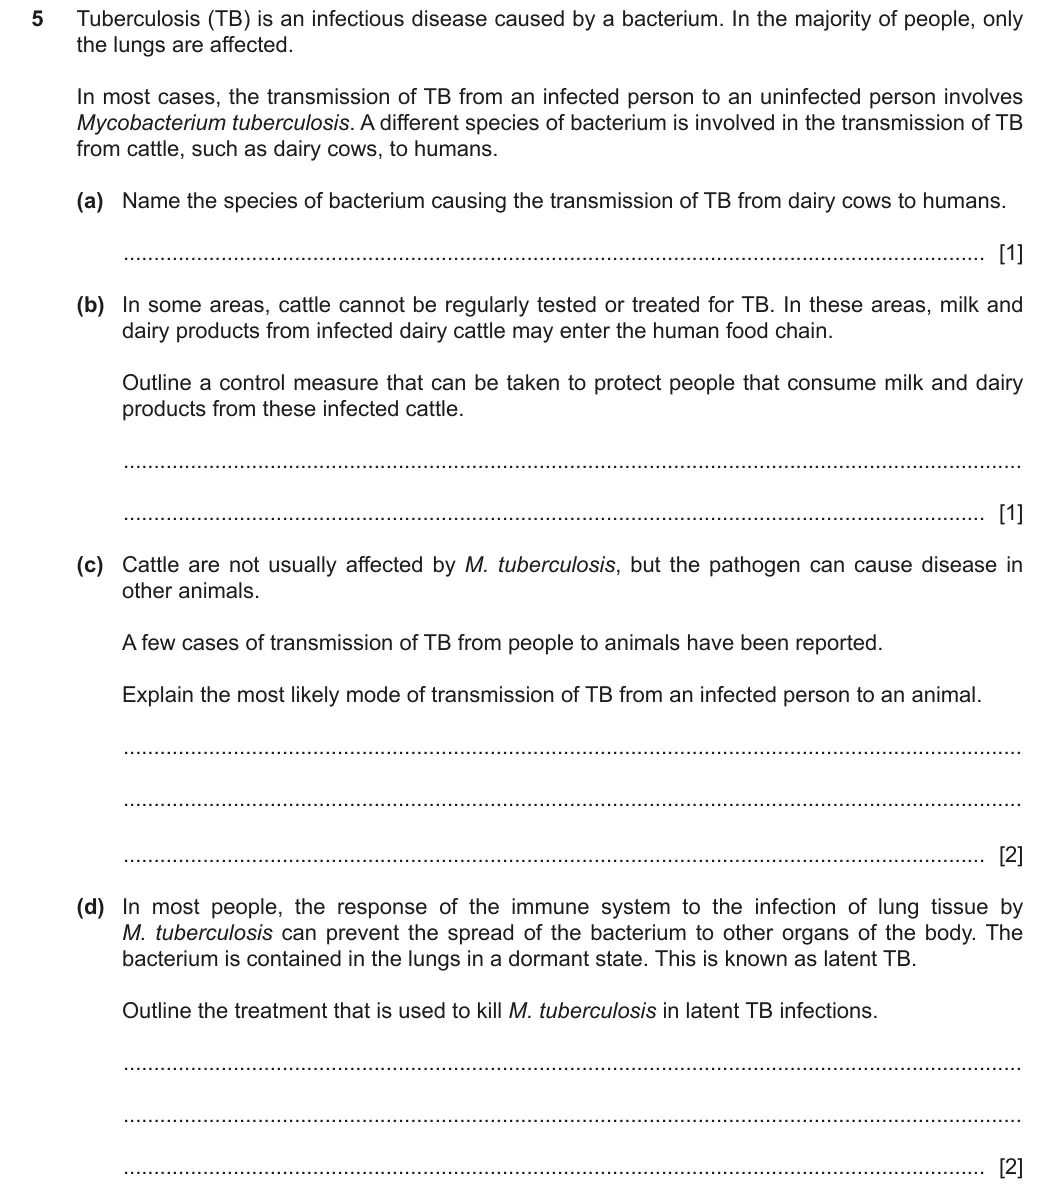 5 Tuberculosis (TB) is an infectious disease caused by a bacterium. In the majority of people, only
the lungs are affected.
In most cases, the transmission of TB from an infected person to an uninfected person involves
Mycobacterium tuberculosis. A different species of bacterium is involved in the transmission of TB
from cattle, such as dairy cows, to humans.
(a) Name the species of bacterium causing the transmission of TB from dairy cows to humans.
.......................................................................................................................................... [1]
(b) In some areas, cattle cannot be regularly tested or treated for TB. In these areas, milk and
dairy products from infected dairy cattle may enter the human food chain.
Outline a control measure that can be taken to protect people that consume milk and dairy
products from these infected cattle.
..................................................................................................................................................
.......................................................................................................................................... [1]
(c) Cattle are not usually affected by M. tuberculosis, but the pathogen can cause disease in
other animals.
A few cases of transmission of TB from people to animals have been reported.
Explain the most likely mode of transmission of TB from an infected person to an animal.
..................................................................................................................................................
..................................................................................................................................................
.......................................................................................................................................... [2]
(d) In most people, the response of the immune system to the infection of lung tissue by
M. tuberculosis can prevent the spread of the bacterium to other organs of the body. The
bacterium is contained in the lungs in a dormant state. This is known as latent TB.
Outline the treatment that is used to kill M. tuberculosis in latent TB infections.
..................................................................................................................................................
..................................................................................................................................................
.......................................................................................................................................... [2]